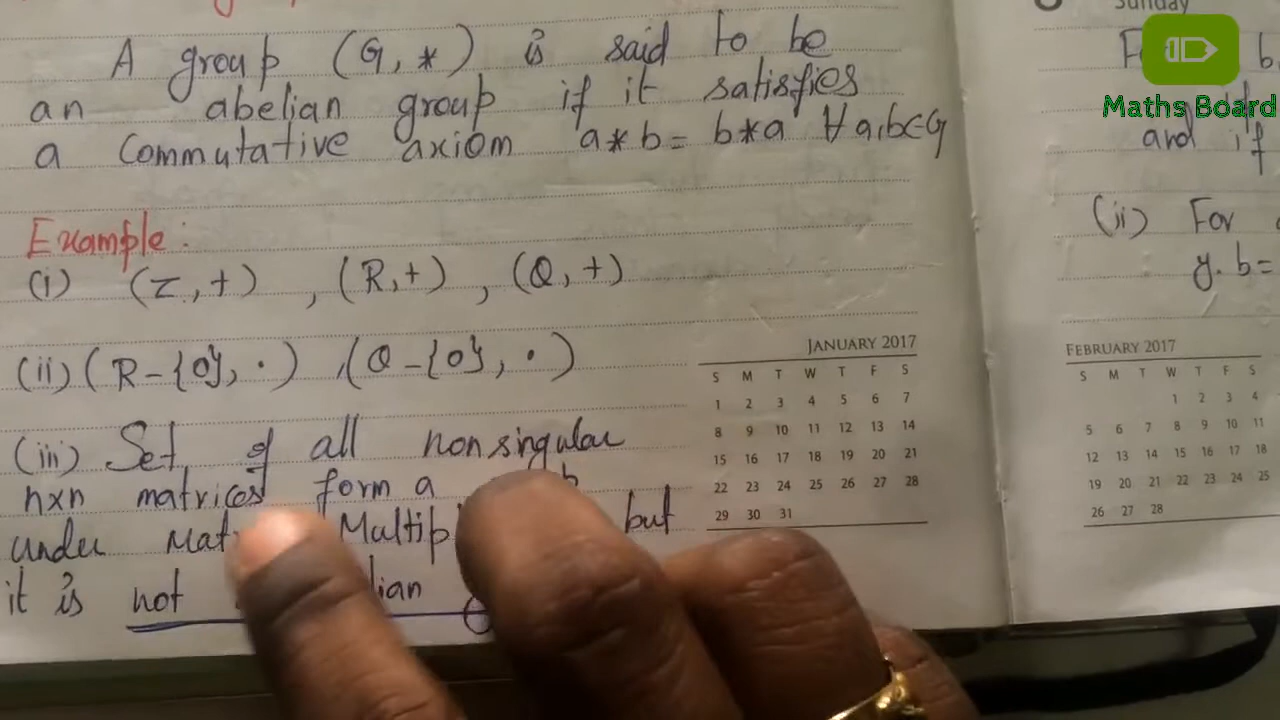 A group (G, *) is said to be
an abelian group if it satisfies
a commutative axiom a*b = b*a ∀ a,b∈G
Example:
(i) (Z,+), (R,+), (Q,+)
(ii) (R-{0}, ·), (Q-{0}, ·)
(iii) Set of all nonsingular
nxn matrices form a
under Multip but
it is not
JANUARY 2017
S M T W T F S
1 2 3 4 5 6 7
8 9 10 11 12 13 14
15 16 17 18 19 20 21
22 23 24 25 26 27 28
29 30 31
Sunday
Maths Board
and if
(ii) For
y. b =
FEBRUARY 2017
S M T W T F S
1 2 3 4
5 6 7 8 9 10 11
12 13 14 15 16 17 18
19 20 21 22 23 24 25
26 27 28